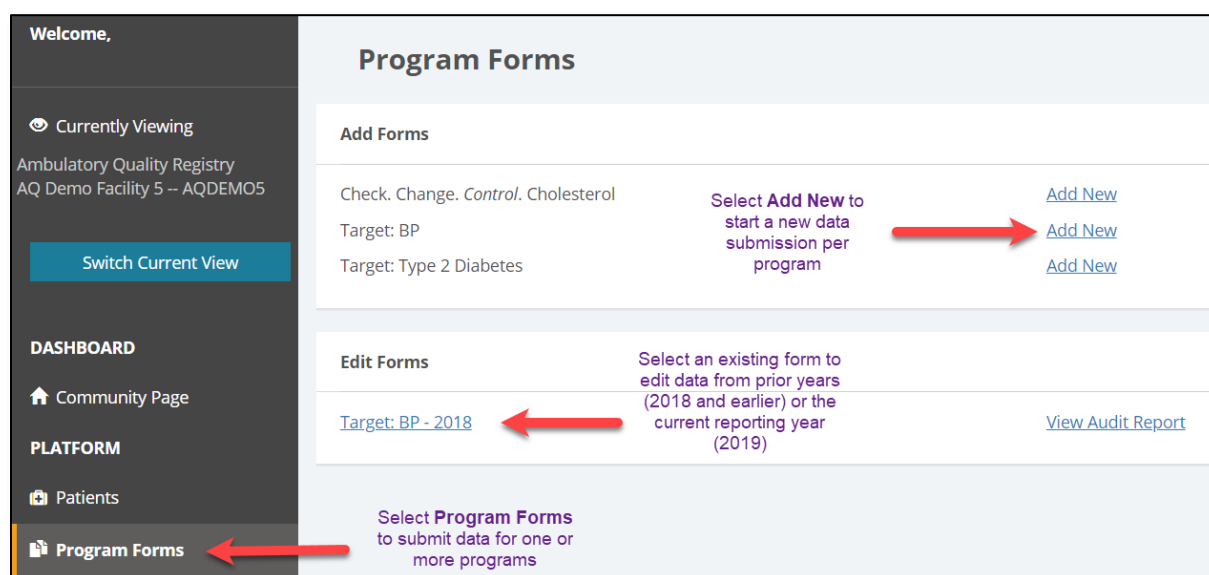 Welcome,
Currently Viewing
Ambulatory Quality Registry
AQ Demo Facility 5 -- AQDEMO5
Switch Current View
DASHBOARD
Community Page
PLATFORM
Patients
Program Forms
Program Forms
Add Forms
Check. Change. Control. Cholesterol
Add New
Target: BP
Add New
Target: Type 2 Diabetes
Add New
Select Add New to
start a new data
submission per
program
Edit Forms
Target: BP - 2018
View Audit Report
Select an existing form to
edit data from prior years
(2018 and earlier) or the
current reporting year
(2019)
Select Program Forms
to submit data for one or
more programs